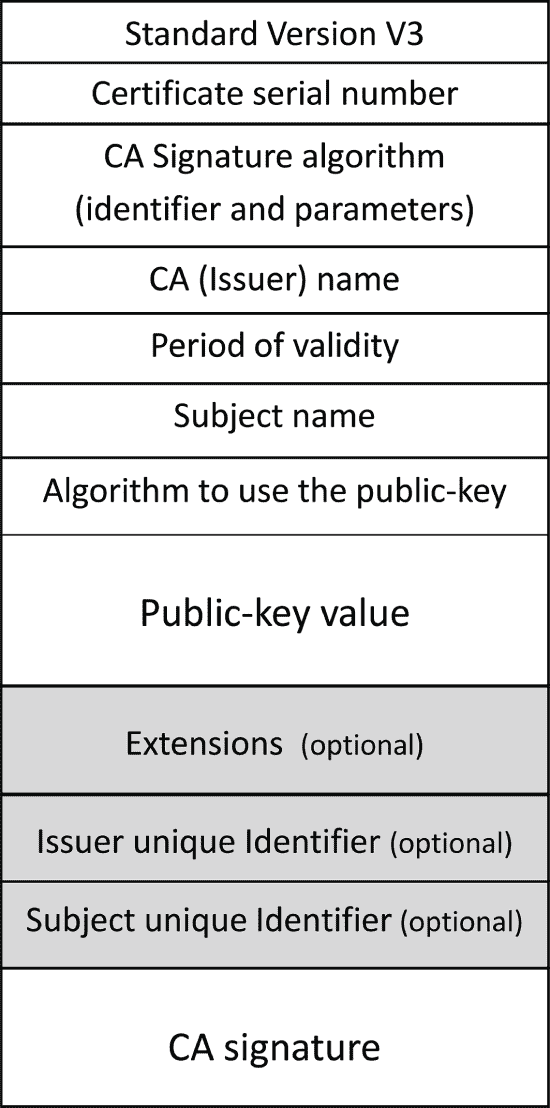 Standard Version V3
Certificate serial number
CA Signature algorithm
(identifier and parameters)
CA (Issuer) name
Period of validity
Subject name
Algorithm to use the public-key
Public-key value
Extensions (optional)
Issuer unique Identifier (optional)
Subject unique Identifier (optional)
CA signature